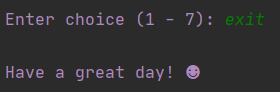 Enter choice (1 - 7): exit
Have a great day! ☻